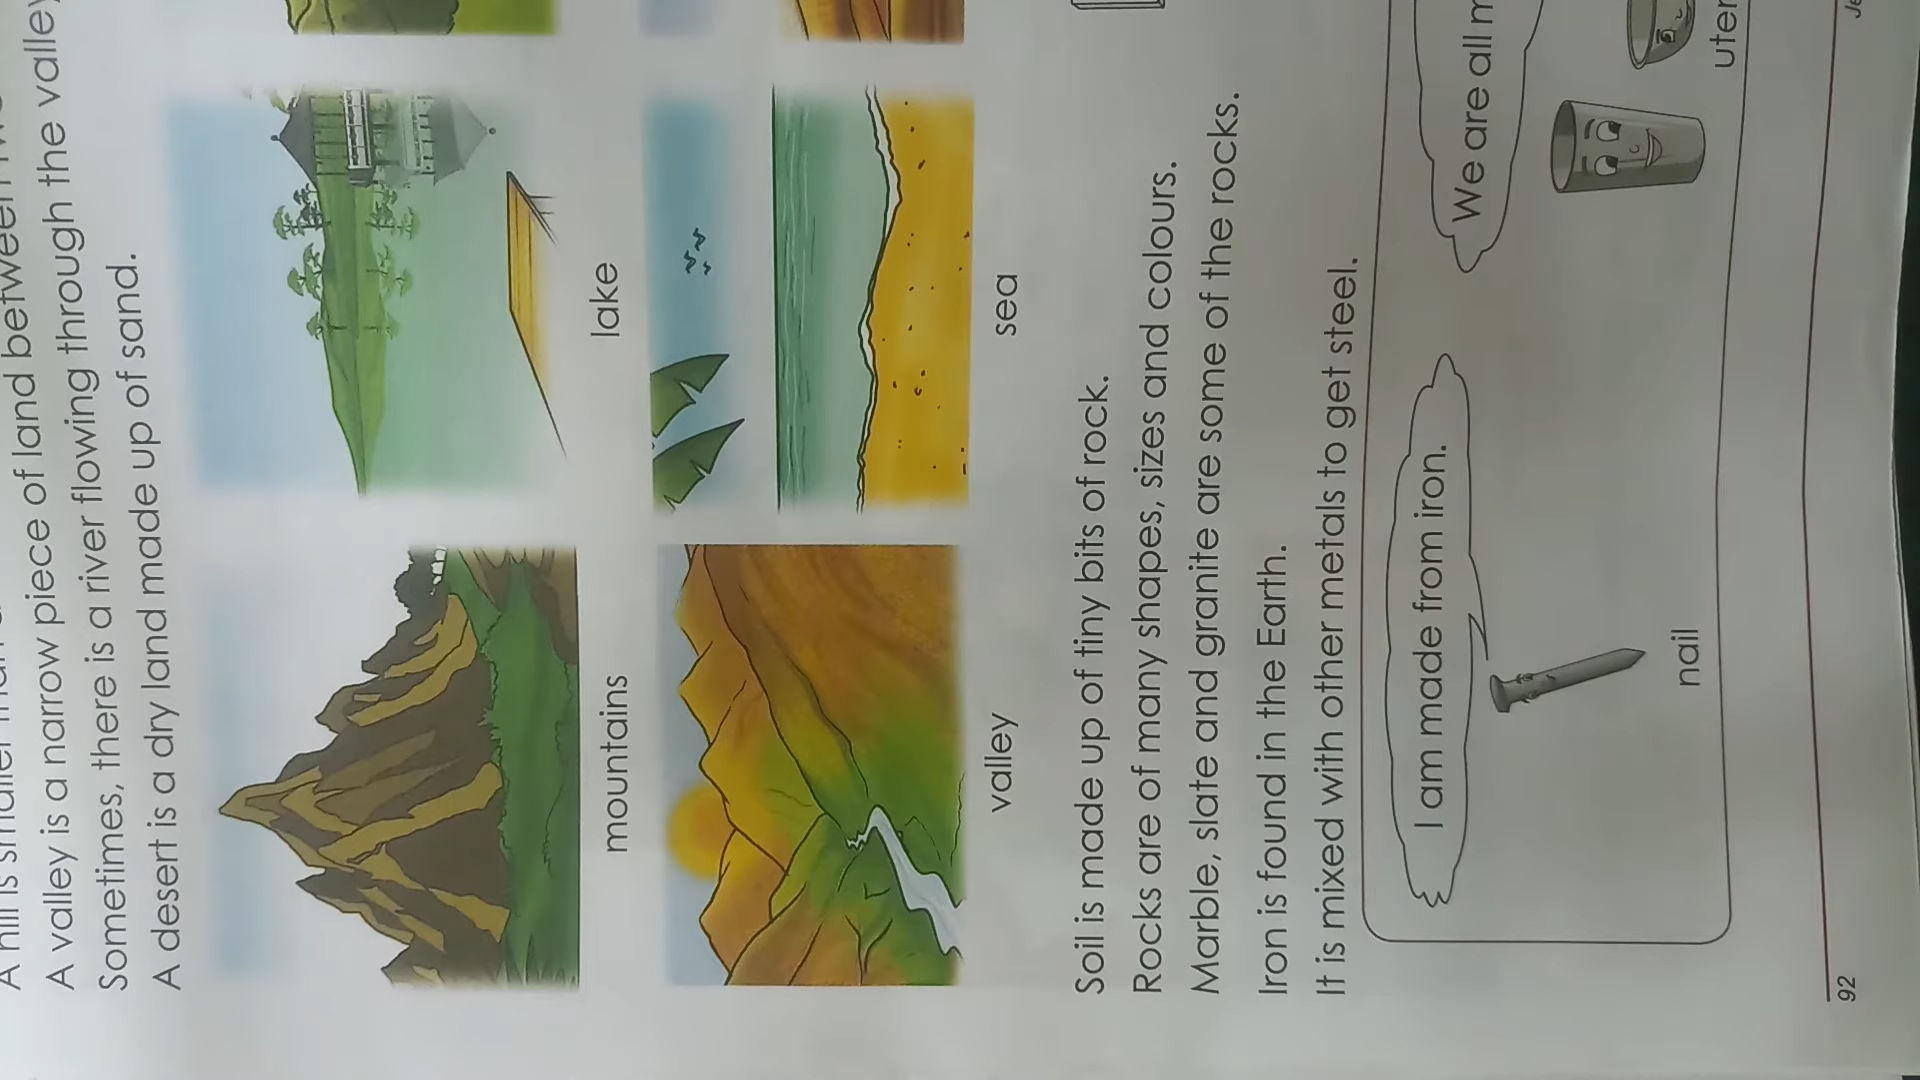 A hill is smaller than a
A valley is a narrow piece of land between two
Sometimes, there is a river flowing through the valley
A desert is a dry land made up of sand.
mountains
lake
valley
sea
Soil is made up of tiny bits of rock.
Rocks are of many shapes, sizes and colours.
Marble, slate and granite are some of the rocks.
Iron is found in the Earth.
It is mixed with other metals to get steel.
I am made from iron.
We are all m
nail
uten
92
Je